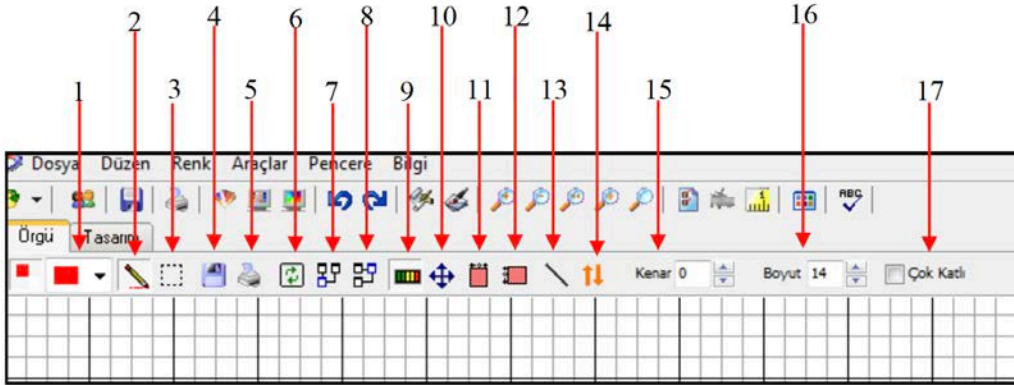 2 4 6 8 10 12 14 16
1 3 5 7 9 11 13 15 17
Dosya Düzen Renk Araçlar Pencere Bilgi
ABC
Örgü Tasarım
Kenar 0 Boyut 14 Çok Katlı